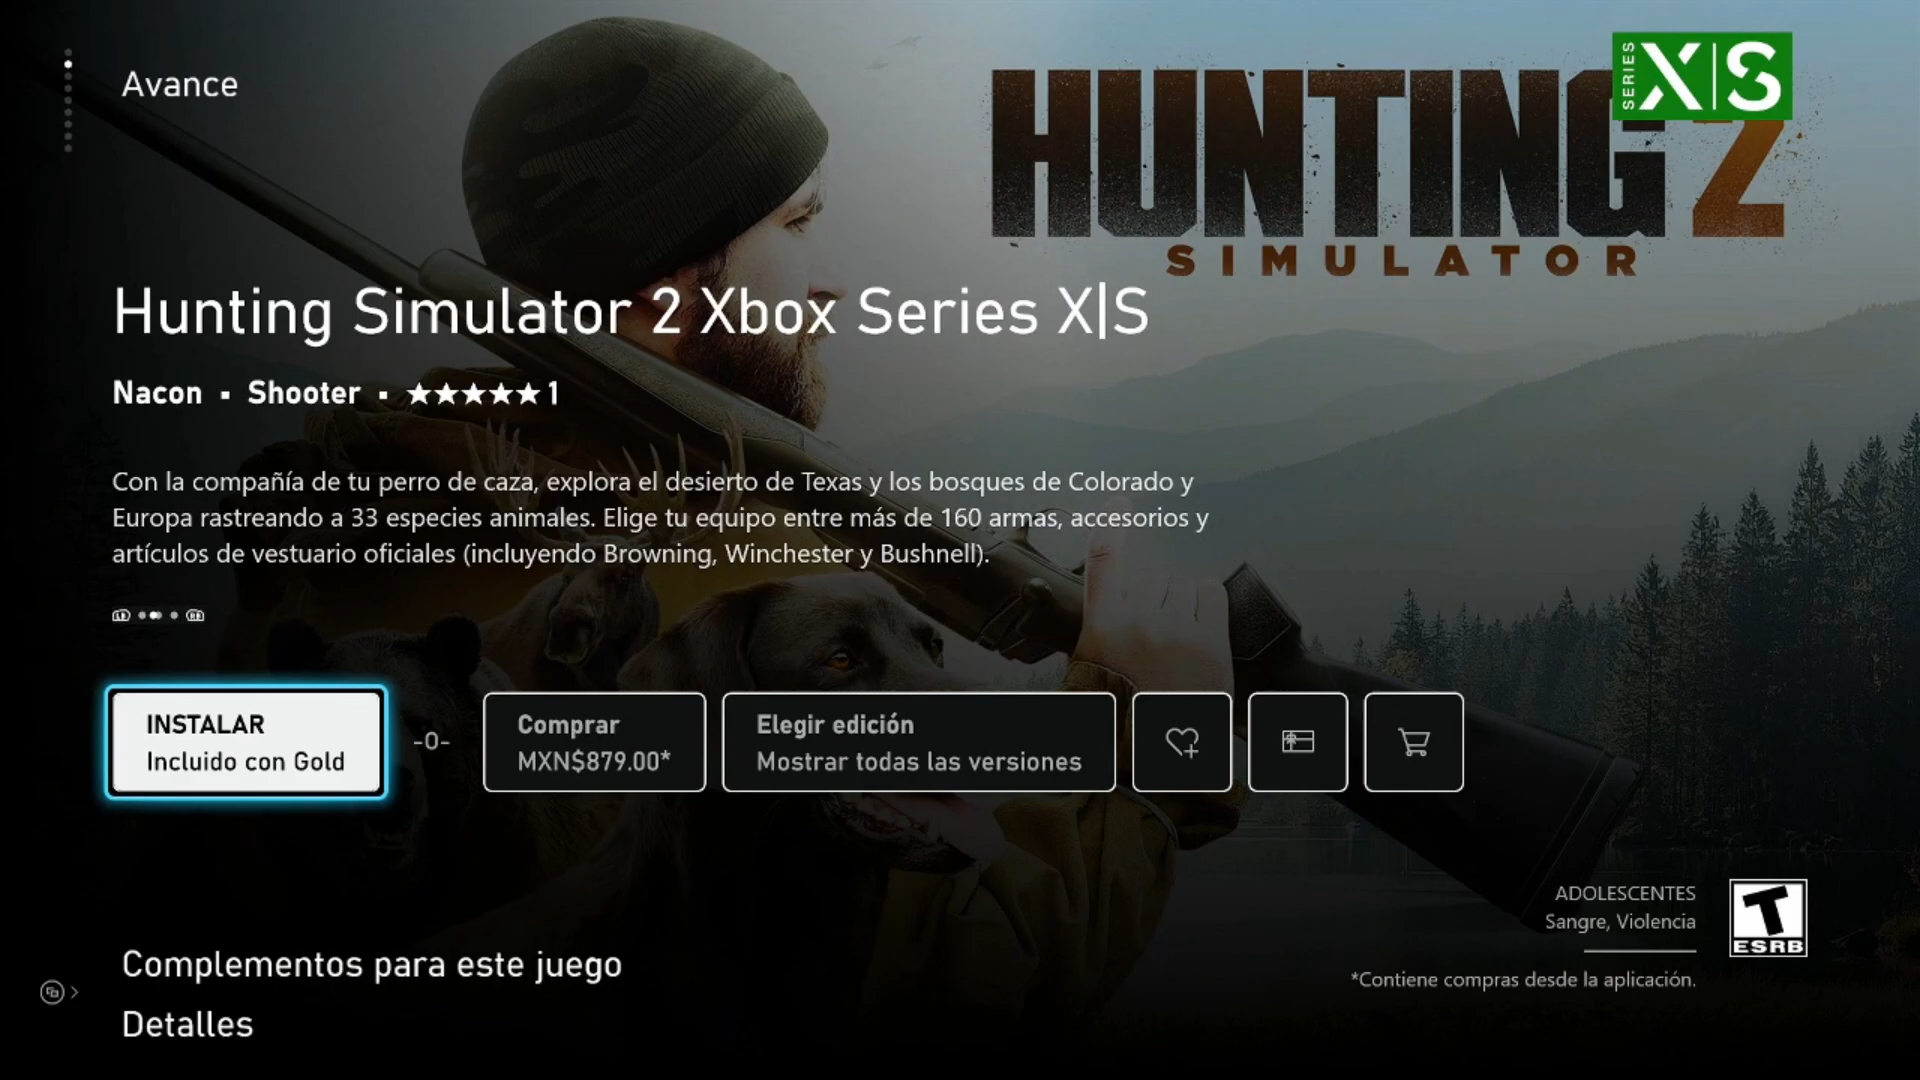 Avance
SERIES X|S
HUNTING 2
SIMULATOR
Hunting Simulator 2 Xbox Series X|S
Nacon ▪ Shooter ▪ ★★★★★ 1
Con la compañía de tu perro de caza, explora el desierto de Texas y los bosques de Colorado y
Europa rastreando a 33 especies animales. Elige tu equipo entre más de 160 armas, accesorios y
artículos de vestuario oficiales (incluyendo Browning, Winchester y Bushnell).
LB RB
INSTALAR
Incluido con Gold
-O-
Comprar
MXN$879.00*
Elegir edición
Mostrar todas las versiones
ADOLESCENTES
Sangre, Violencia
T
ESRB
*Contiene compras desde la aplicación.
Complementos para este juego
Detalles